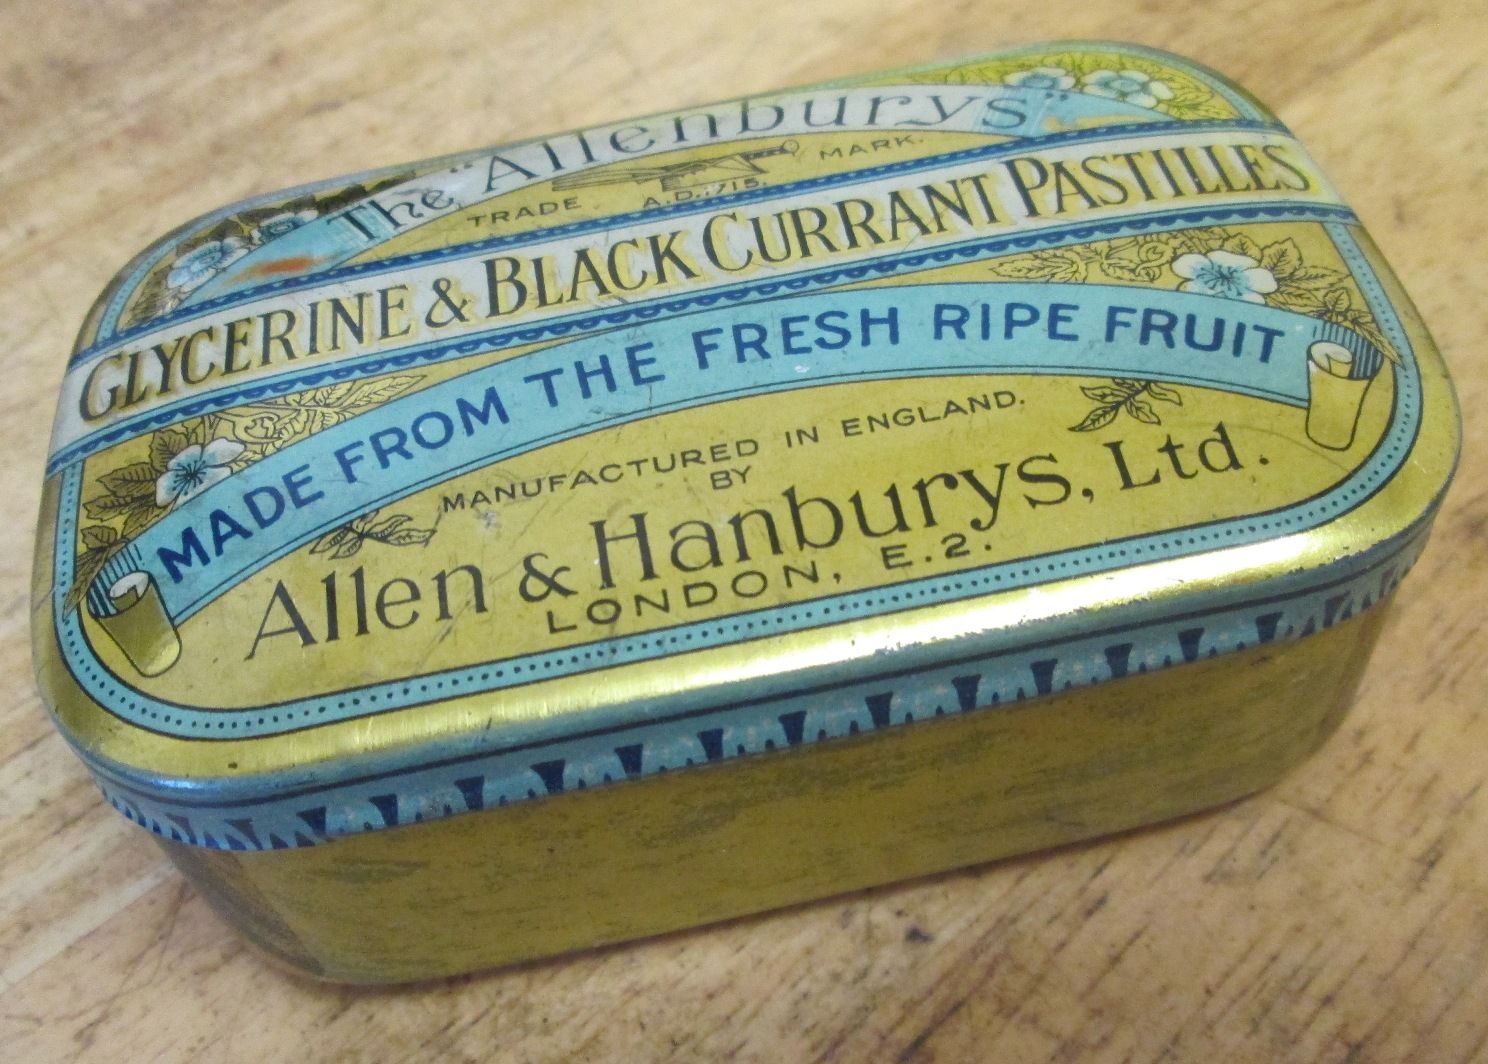 The "Allenburys"
TRADE MARK.
A.D. 1715.
GLYCERINE & BLACK CURRANT PASTILLES
MADE FROM THE FRESH RIPE FRUIT
MANUFACTURED IN ENGLAND.
BY
Allen & Hanburys, Ltd.
LONDON, E.2.